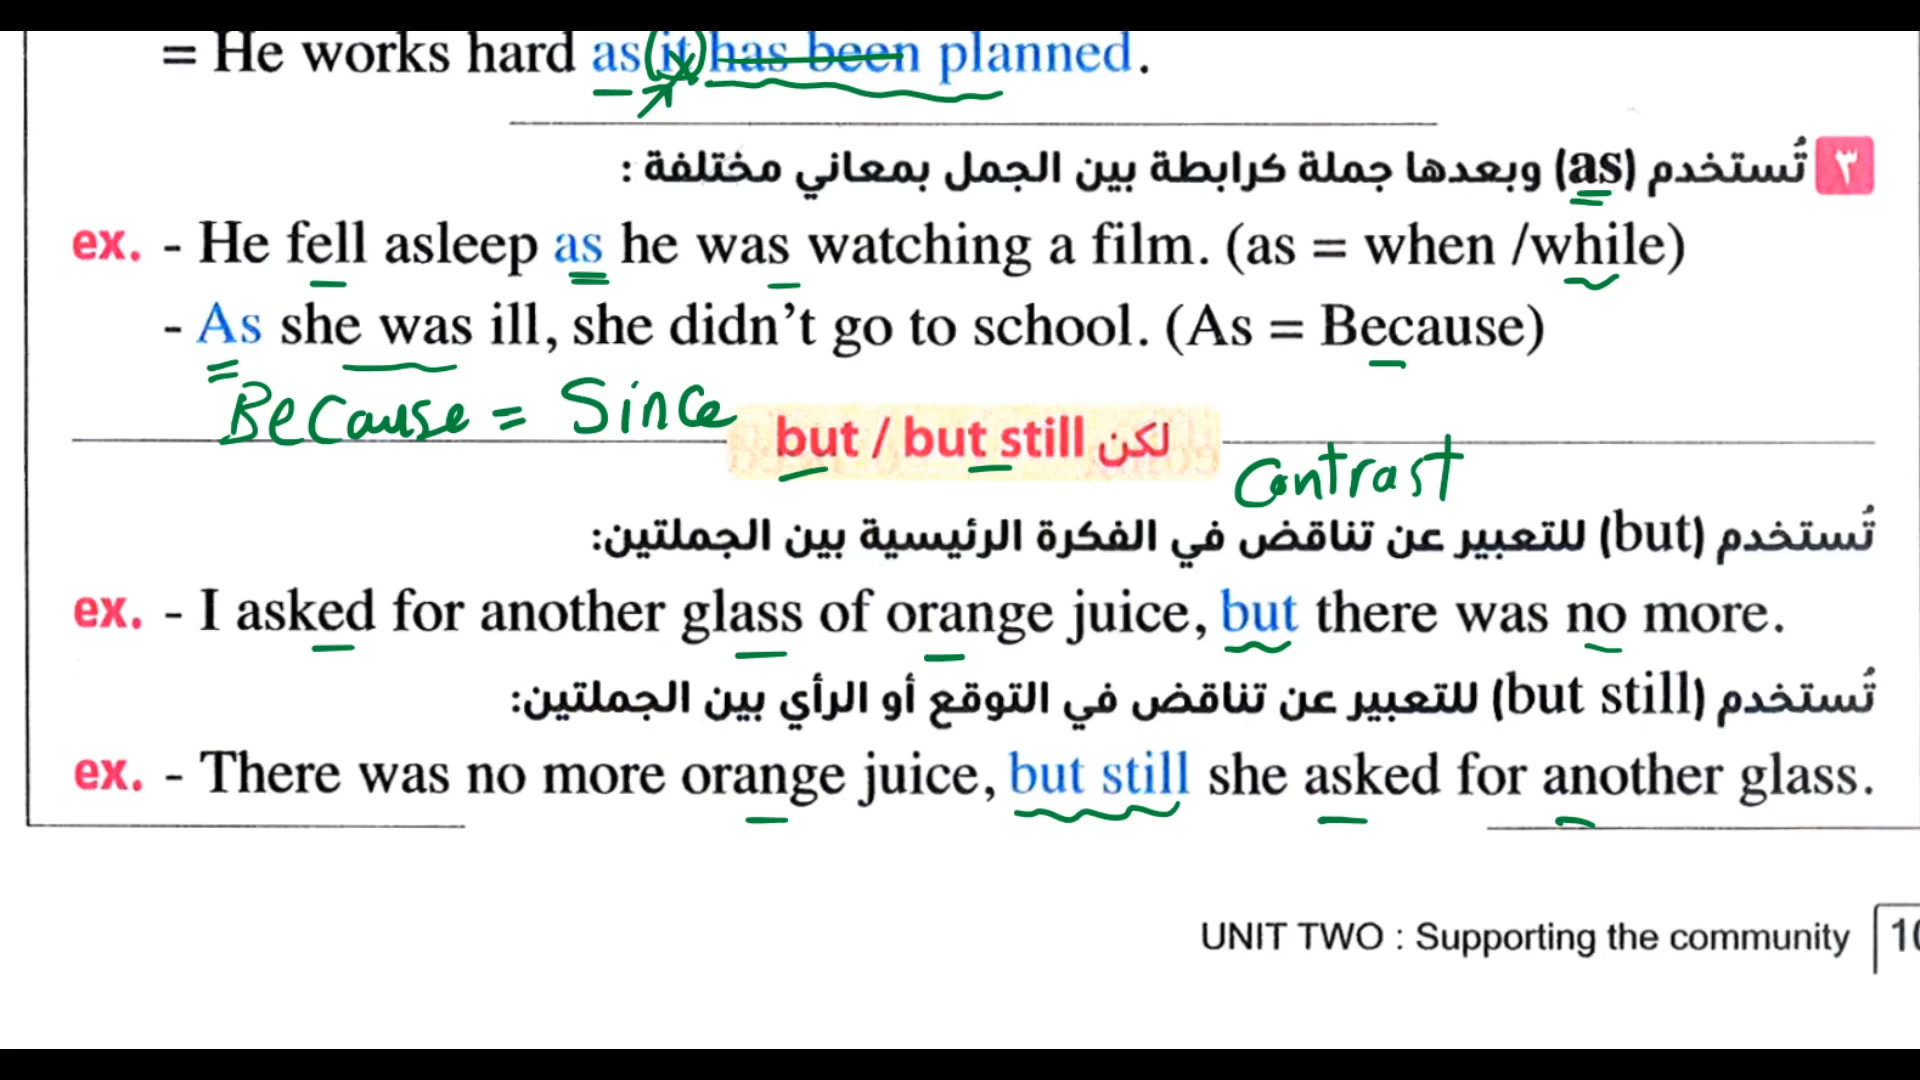 = He works hard as it has been planned.
٣ تُستخدم (as) وبعدها جملة كرابطة بين الجمل بمعاني مختلفة :
ex. - He fell asleep as he was watching a film. (as = when /while)
- As she was ill, she didn't go to school. (As = Because)
Because = Since
but / but still لكن
Contrast
تُستخدم (but) للتعبير عن تناقض في الفكرة الرئيسية بين الجملتين:
ex. - I asked for another glass of orange juice, but there was no more.
تُستخدم (but still) للتعبير عن تناقض في التوقع أو الرأي بين الجملتين:
ex. - There was no more orange juice, but still she asked for another glass.
UNIT TWO : Supporting the community